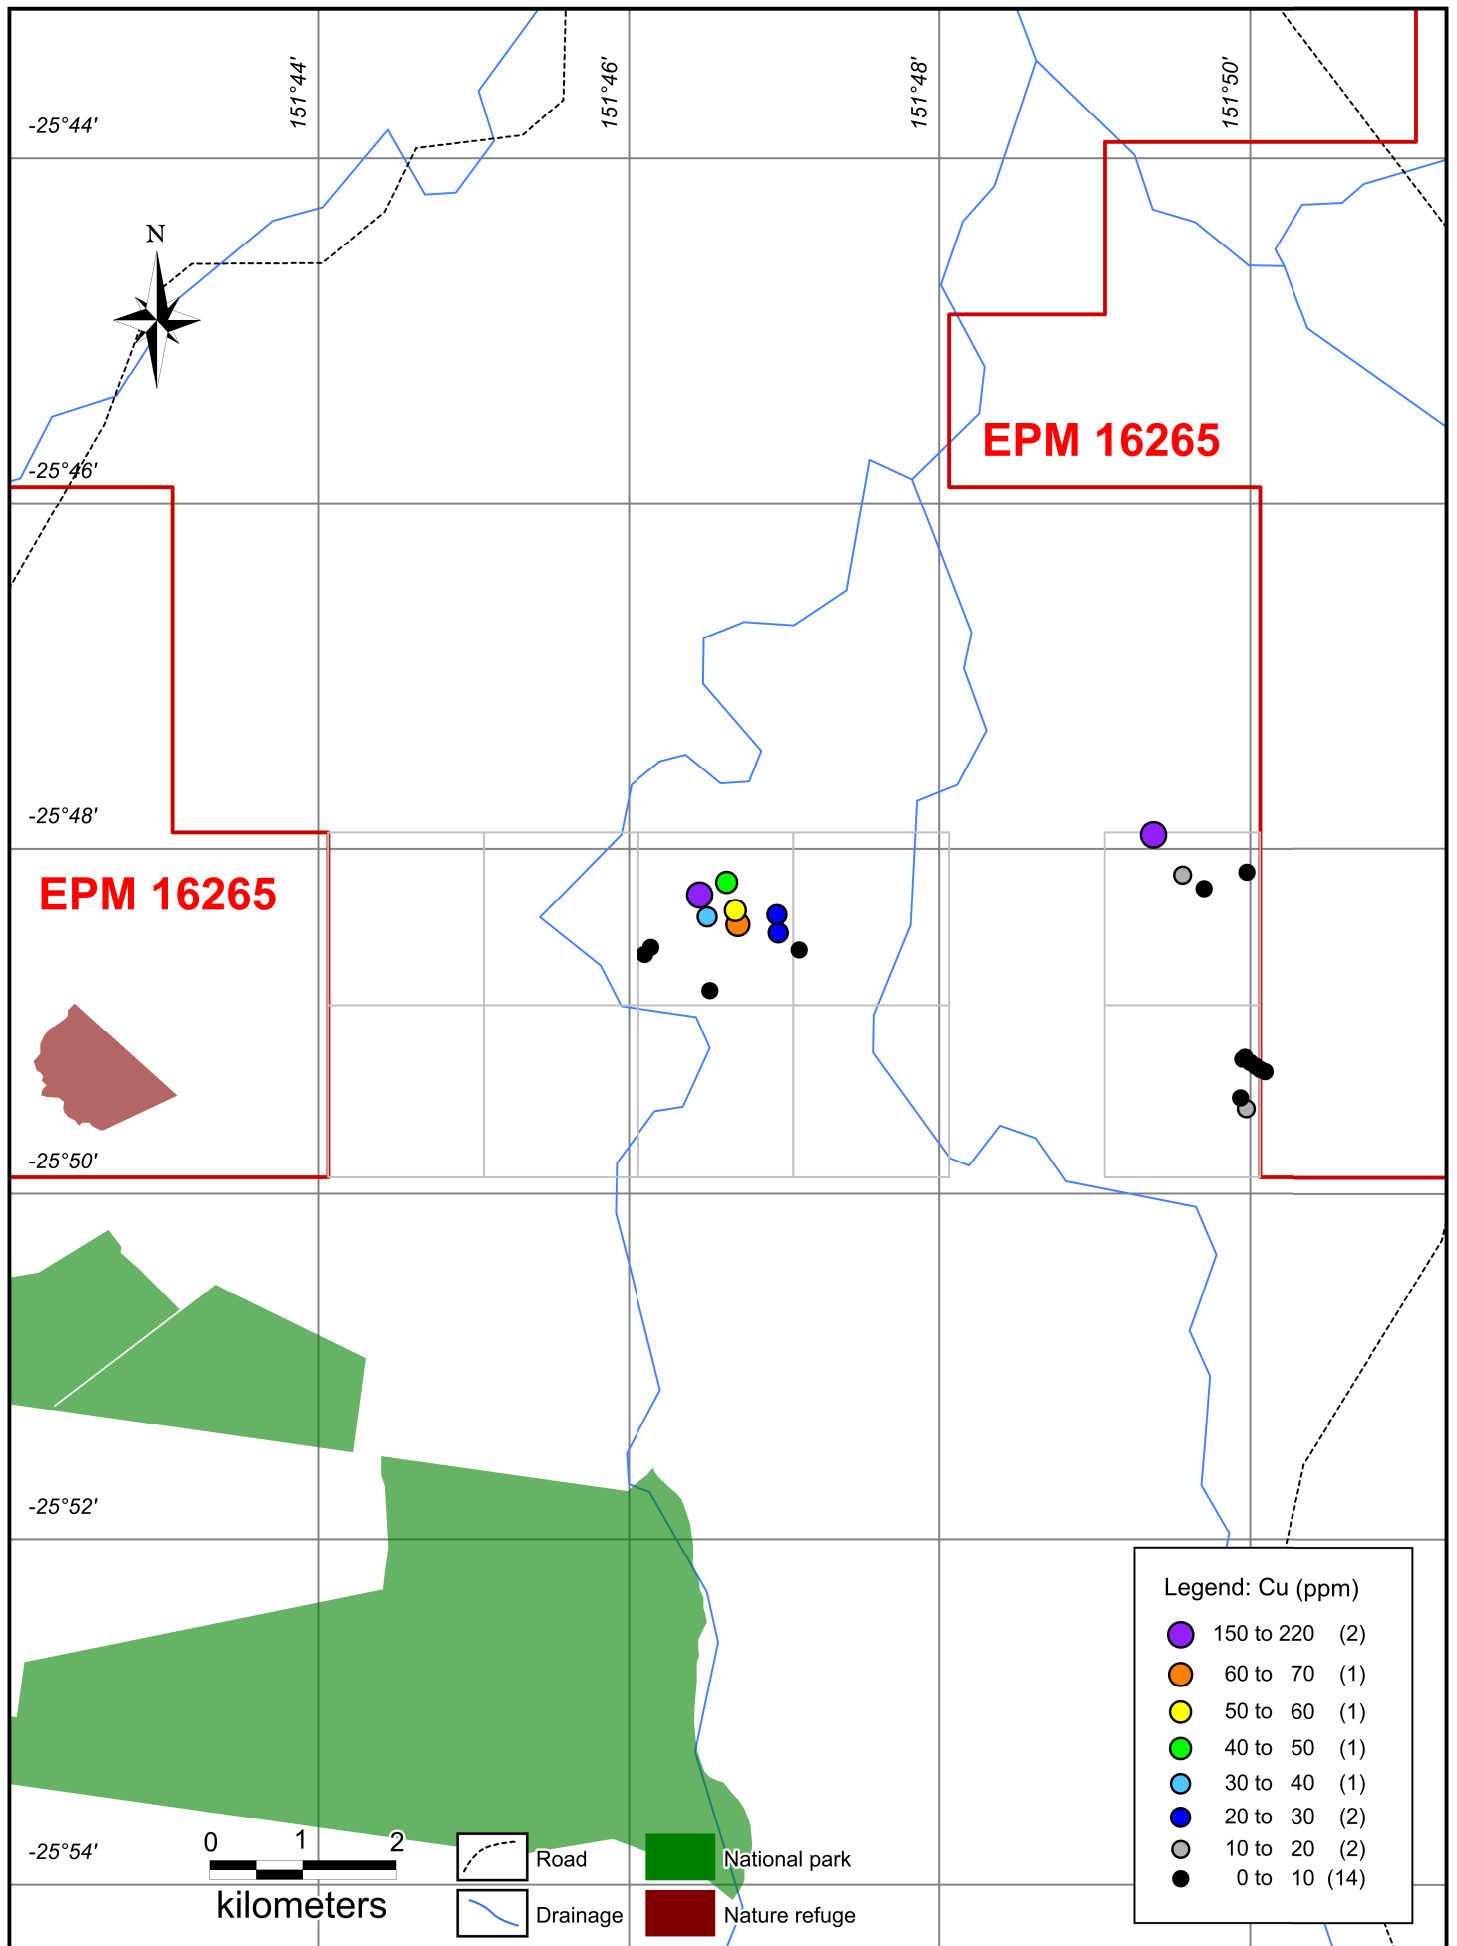 151°44'
151°46'
151°48'
151°50'
-25°44'
N
EPM 16265
-25°46'
-25°48'
EPM 16265
-25°50'
-25°52'
Legend: Cu (ppm)
150 to 220 (2)
60 to 70 (1)
50 to 60 (1)
40 to 50 (1)
30 to 40 (1)
20 to 30 (2)
10 to 20 (2)
0 to 10 (14)
-25°54'
0 1 2
kilometers
Road
National park
Drainage
Nature refuge